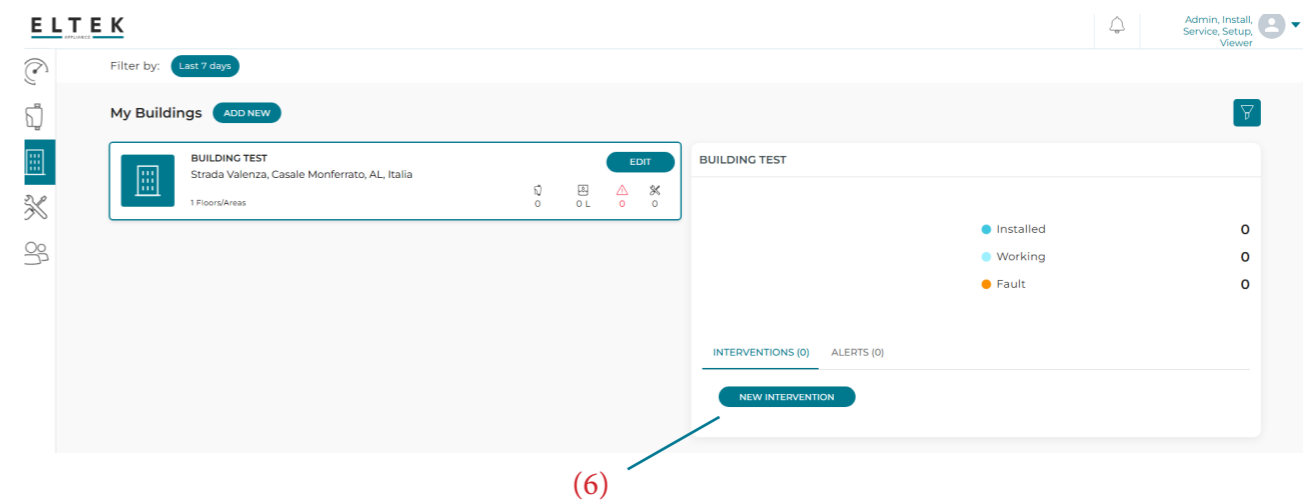 ELTEK
APPLIANCE
Admin, Install,
Service, Setup,
Viewer
Filter by: Last 7 days
My Buildings ADD NEW
BUILDING TEST
EDIT
Strada Valenza, Casale Monferrato, AL, Italia
1 Floors/Areas
0 0 L 0 0
BUILDING TEST
Installed 0
Working 0
Fault 0
INTERVENTIONS (0) ALERTS (0)
NEW INTERVENTION
(6)